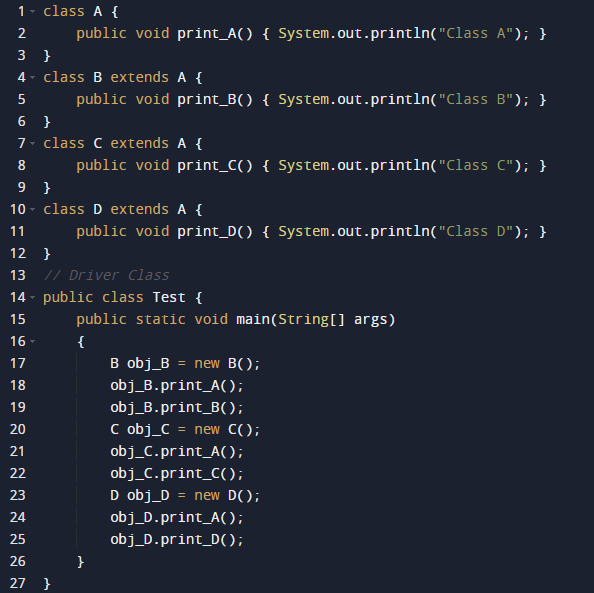 1 class A {
2     public void print_A() { System.out.println("Class A"); }
3 }
4 class B extends A {
5     public void print_B() { System.out.println("Class B"); }
6 }
7 class C extends A {
8     public void print_C() { System.out.println("Class C"); }
9 }
10 class D extends A {
11     public void print_D() { System.out.println("Class D"); }
12 }
13 // Driver Class
14 public class Test {
15     public static void main(String[] args)
16     {
17         B obj_B = new B();
18         obj_B.print_A();
19         obj_B.print_B();
20         C obj_C = new C();
21         obj_C.print_A();
22         obj_C.print_C();
23         D obj_D = new D();
24         obj_D.print_A();
25         obj_D.print_D();
26     }
27 }